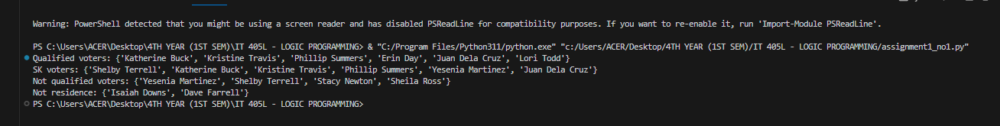 Warning: PowerShell detected that you might be using a screen reader and has disabled PSReadLine for compatibility purposes. If you want to re-enable it, run 'Import-Module PSReadLine'.
PS C:\Users\ACER\Desktop\4TH YEAR (1ST SEM)\IT 405L - LOGIC PROGRAMMING> & "C:/Program Files/Python311/python.exe" "c:/Users/ACER/Desktop/4TH YEAR (1ST SEM)/IT 405L - LOGIC PROGRAMMING/assignment1_no1.py"
Qualified voters: {'Katherine Buck', 'Kristine Travis', 'Phillip Summers', 'Erin Day', 'Juan Dela Cruz', 'Lori Todd'}
SK voters: {'Shelby Terrell', 'Katherine Buck', 'Kristine Travis', 'Phillip Summers', 'Yesenia Martinez', 'Juan Dela Cruz'}
Not qualified voters: {'Yesenia Martinez', 'Shelby Terrell', 'Stacy Newton', 'Sheila Ross'}
Not residence: {'Isaiah Downs', 'Dave Farrell'}
PS C:\Users\ACER\Desktop\4TH YEAR (1ST SEM)\IT 405L - LOGIC PROGRAMMING>